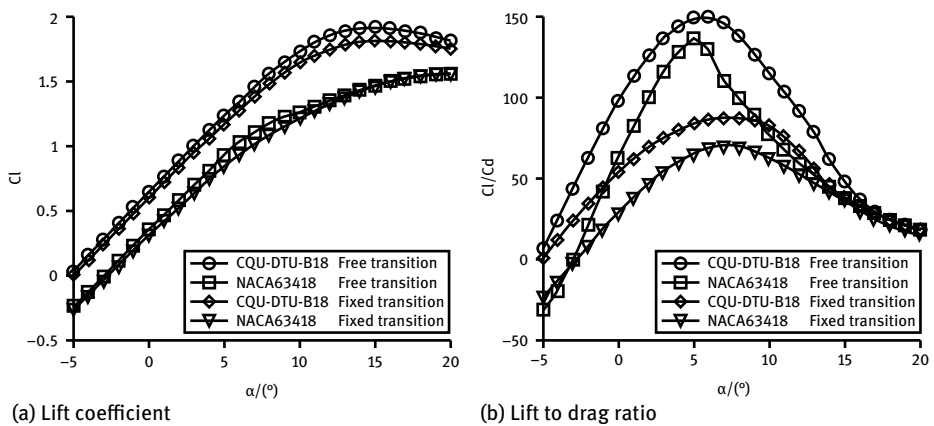 2
1.5
1
0.5
0
−0.5
Cl
−5 0 5 10 15 20
α/(º)
CQU-DTU-B18 Free transition
NACA63418 Free transition
CQU-DTU-B18 Fixed transition
NACA63418 Fixed transition
(a) Lift coefficient
150
100
50
0
−50
Cl/Cd
−5 0 5 10 15 20
α/(º)
CQU-DTU-B18 Free transition
NACA63418 Free transition
CQU-DTU-B18 Fixed transition
NACA63418 Fixed transition
(b) Lift to drag ratio